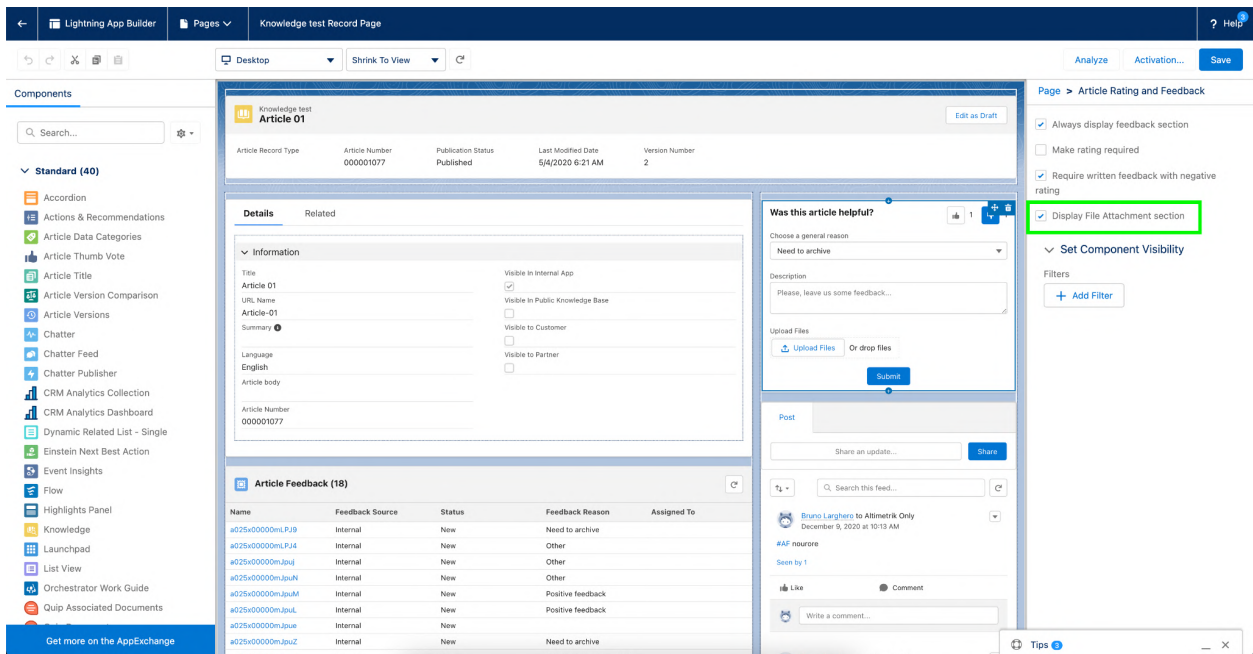 Lightning App Builder
Pages
Knowledge test Record Page
? Help
3
Desktop
Shrink To View
Analyze
Activation...
Save
Components
Search...
Standard (40)
Accordion
Actions & Recommendations
Article Data Categories
Article Thumb Vote
Article Title
Article Version Comparison
Article Versions
Chatter
Chatter Feed
Chatter Publisher
CRM Analytics Collection
CRM Analytics Dashboard
Dynamic Related List - Single
Einstein Next Best Action
Event Insights
Flow
Highlights Panel
Knowledge
Launchpad
List View
Orchestrator Work Guide
Quip Associated Documents
Get more on the AppExchange
Knowledge test
Article 01
Edit as Draft
Article Record Type
Article Number
Publication Status
Last Modified Date
Version Number
000001077
Published
5/4/2020 6:21 AM
2
Details
Related
Information
Title
Article 01
URL Name
Article-01
Summary
Language
English
Article body
Article Number
000001077
Visible In Internal App
Visible In Public Knowledge Base
Visible to Customer
Visible to Partner
Article Feedback (18)
Name Feedback Source Status Feedback Reason Assigned To
a025x00000mLPJ9 Internal New Need to archive
a025x00000mLPJ4 Internal New Other
a025x00000mJpuj Internal New Other
a025x00000mJpuN Internal New Other
a025x00000mJpuM Internal New Positive feedback
a025x00000mJpuL Internal New Positive feedback
a025x00000mJpue Internal New
a025x00000mJpuZ Internal New Need to archive
Was this article helpful?
1
Choose a general reason
Need to archive
Description
Please, leave us some feedback...
Upload Files
Upload Files
Or drop files
Submit
Post
Share an update...
Share
Search this feed...
Bruno Larghero to Altimetrik Only
December 9, 2020 at 10:13 AM
#AF nourore
Seen by 1
Like
Comment
Write a comment...
Page > Article Rating and Feedback
Always display feedback section
Make rating required
Require written feedback with negative
rating
Display File Attachment section
Set Component Visibility
Filters
+ Add Filter
Tips 3